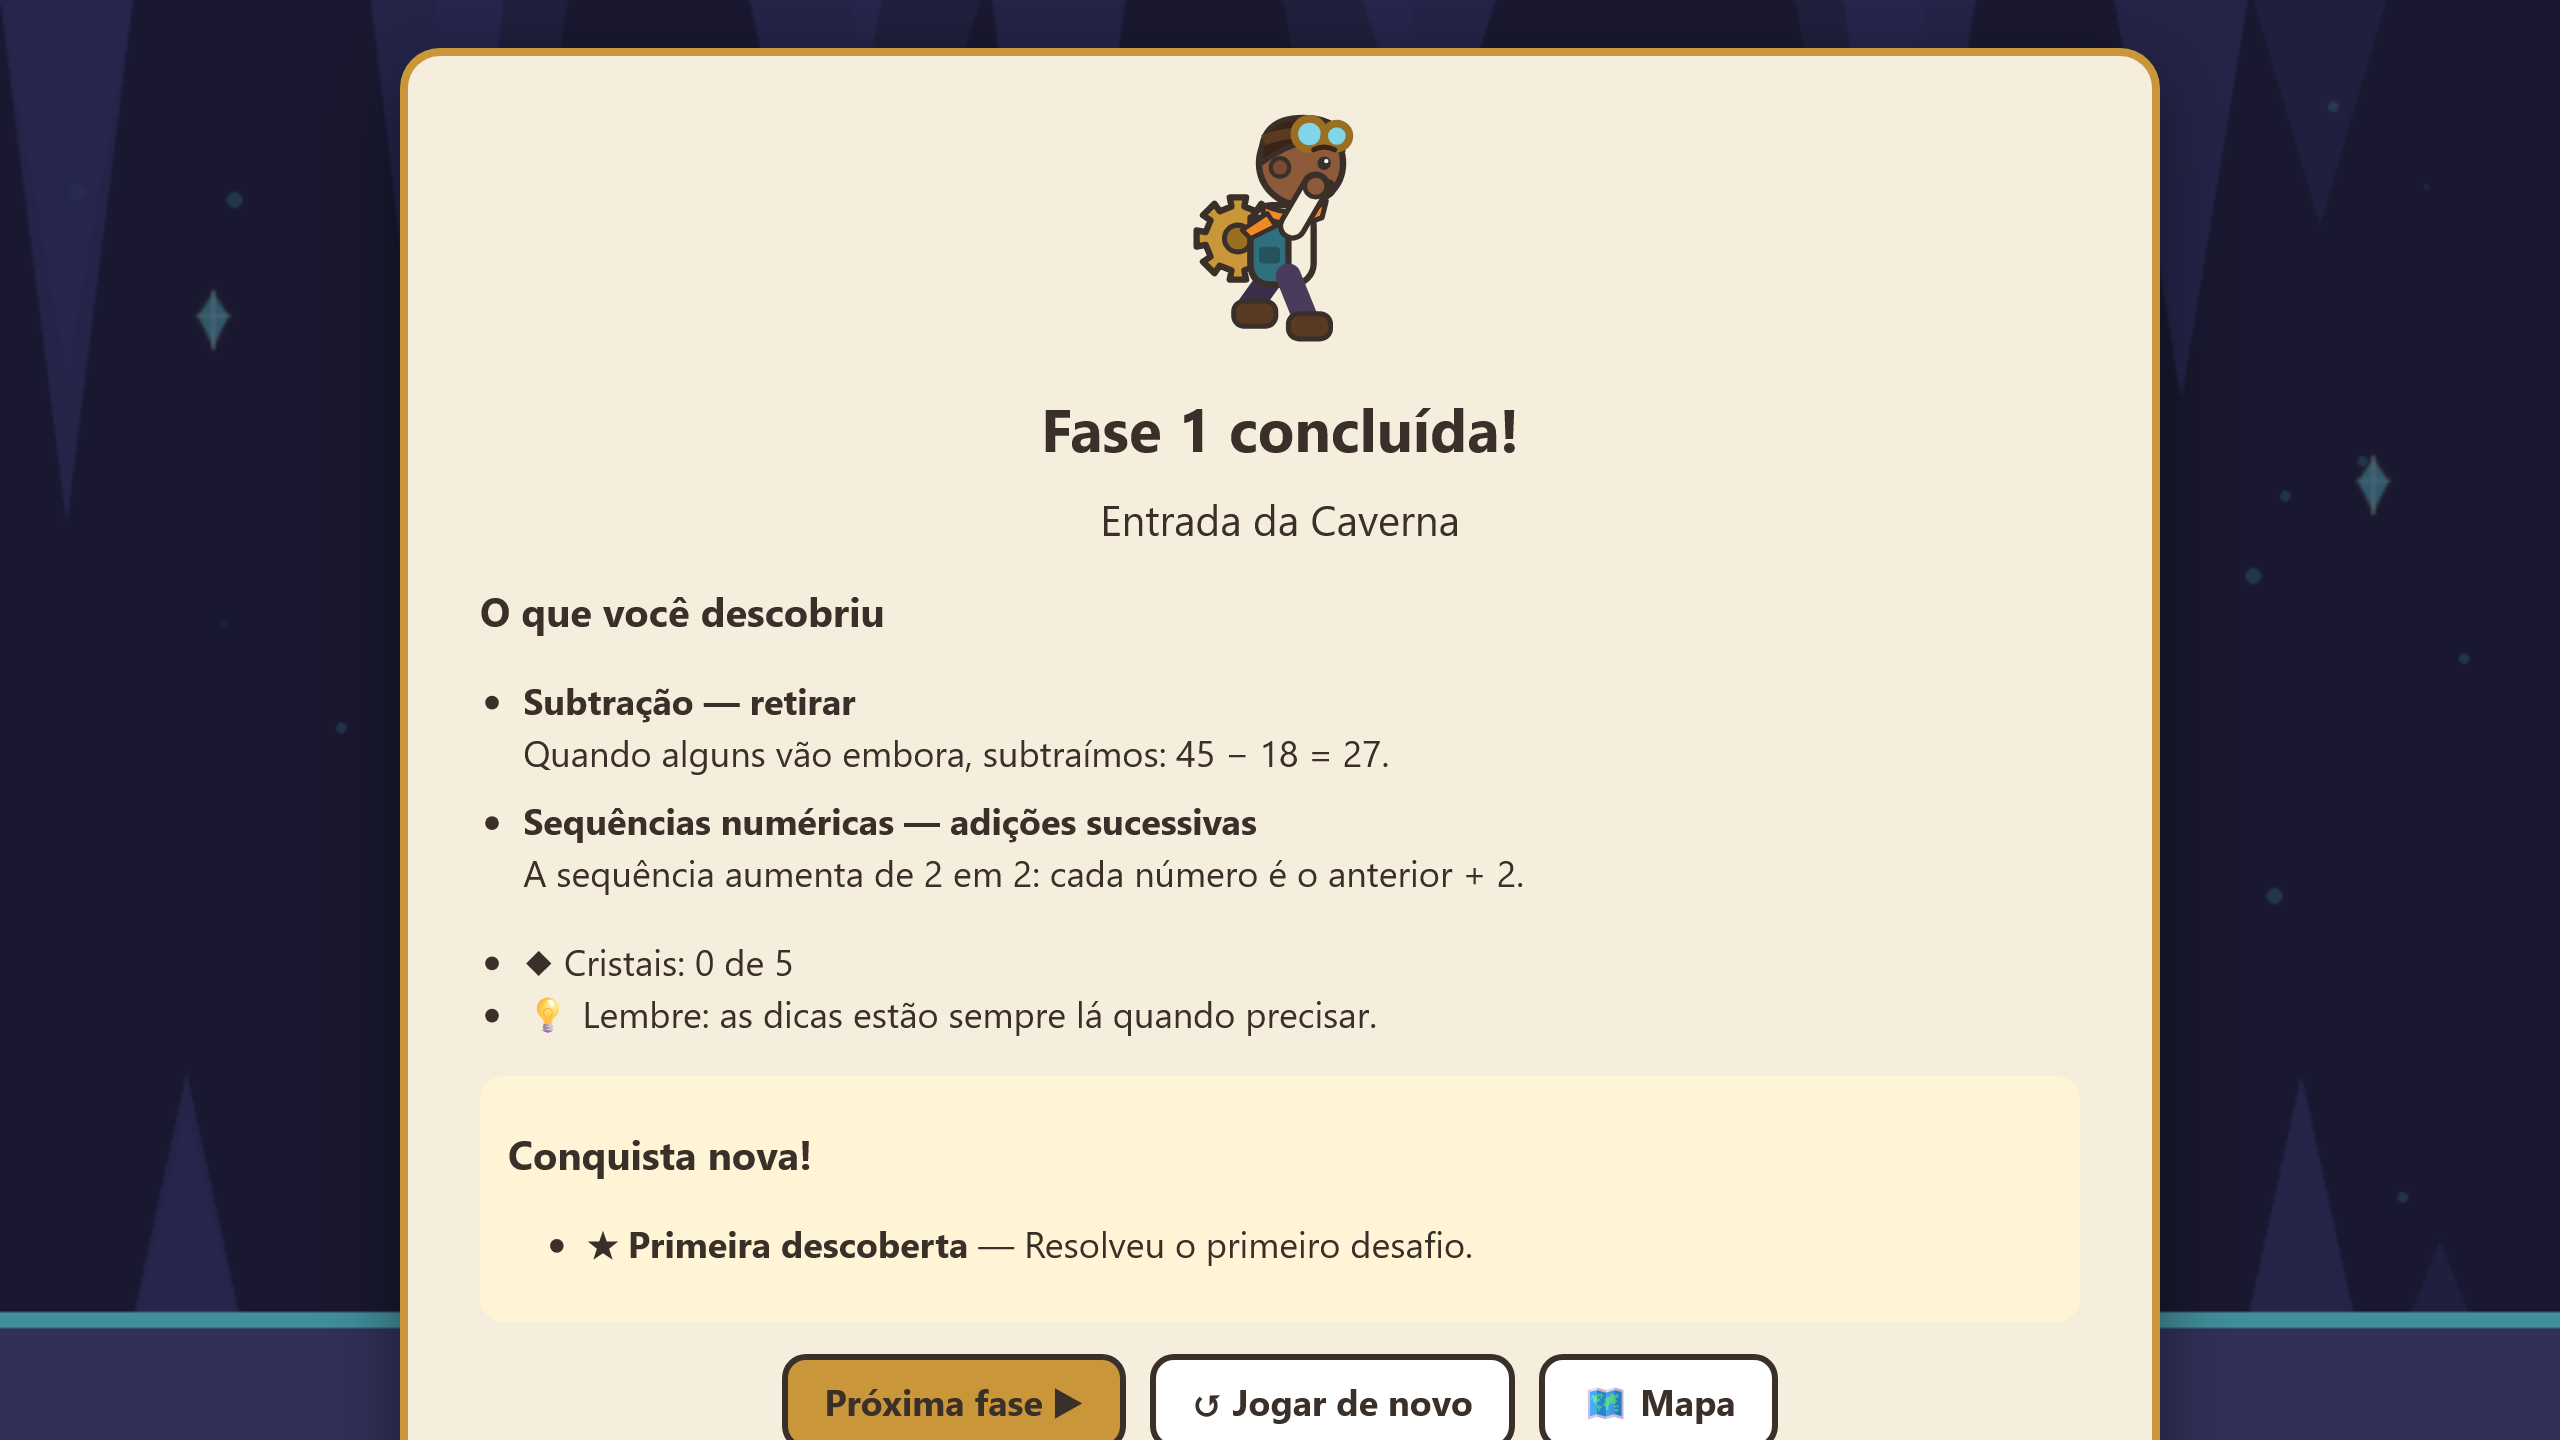 Fase 1 concluída!
Entrada da Caverna
O que você descobriu
• Subtração — retirar
Quando alguns vão embora, subtraímos: 45 − 18 = 27.
• Sequências numéricas — adições sucessivas
A sequência aumenta de 2 em 2: cada número é o anterior + 2.
• ◆ Cristais: 0 de 5
• 💡 Lembre: as dicas estão sempre lá quando precisar.
Conquista nova!
• ★ Primeira descoberta — Resolveu o primeiro desafio.
Próxima fase ▶ ↺ Jogar de novo 🗺️ Mapa